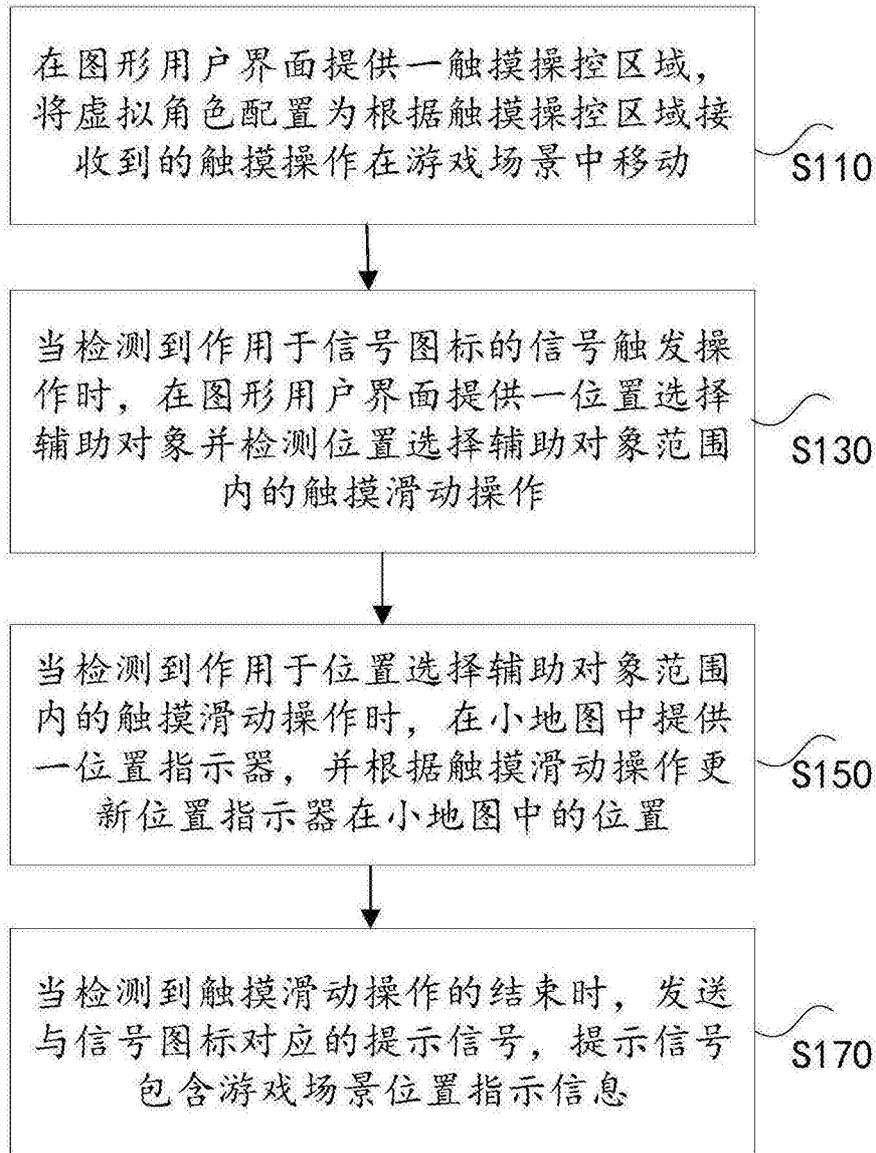 在图形用户界面提供一触摸操控区域，
将虚拟角色配置为根据触摸操控区域接
收到的触摸操作在游戏场景中移动
S110
当检测到作用于信号图标的信号触发操
作时，在图形用户界面提供一位置选择
辅助对象并检测位置选择辅助对象范围
内的触摸滑动操作
S130
当检测到作用于位置选择辅助对象范围
内的触摸滑动操作时，在小地图中提供
一位置指示器，并根据触摸滑动操作更
新位置指示器在小地图中的位置
S150
当检测到触摸滑动操作的结束时，发送
与信号图标对应的提示信号，提示信号
包含游戏场景位置指示信息
S170